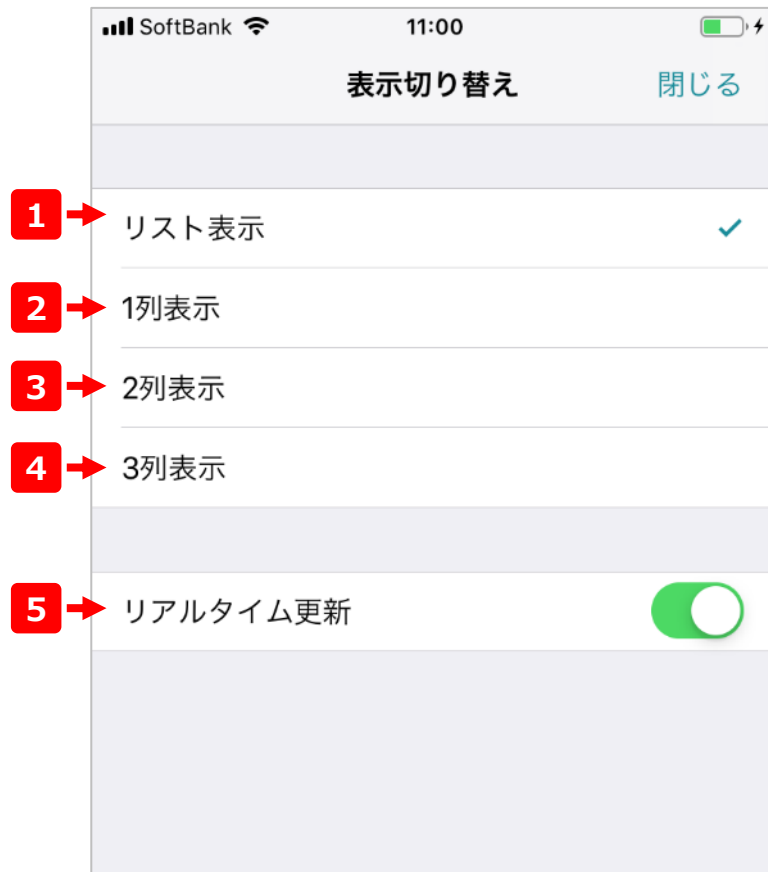 SoftBank 11:00
表示切り替え 閉じる
1 リスト表示
2 1列表示
3 2列表示
4 3列表示
5 リアルタイム更新